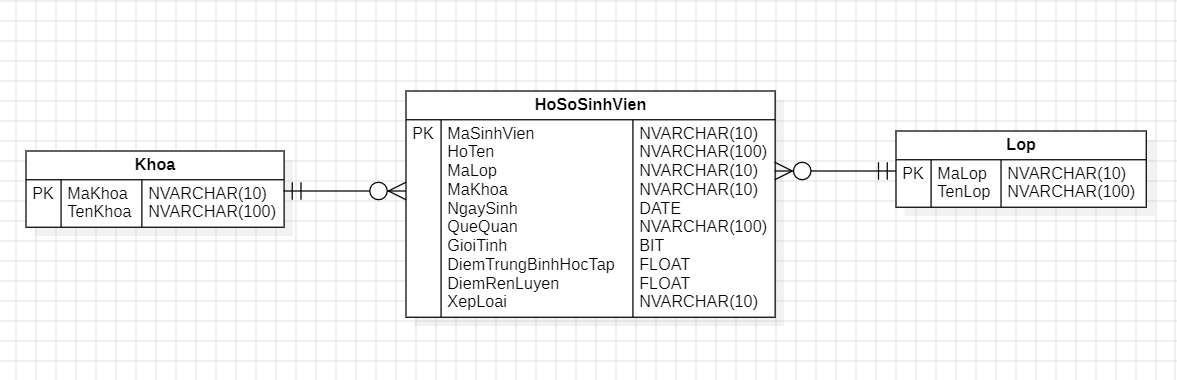 Khoa
PK MaKhoa NVARCHAR(10)
TenKhoa NVARCHAR(100)
HoSoSinhVien
PK MaSinhVien NVARCHAR(10)
HoTen NVARCHAR(100)
MaLop NVARCHAR(10)
MaKhoa NVARCHAR(10)
NgaySinh DATE
QueQuan NVARCHAR(100)
GioiTinh BIT
DiemTrungBinhHocTap FLOAT
DiemRenLuyen FLOAT
XepLoai NVARCHAR(10)
Lop
PK MaLop NVARCHAR(10)
TenLop NVARCHAR(100)